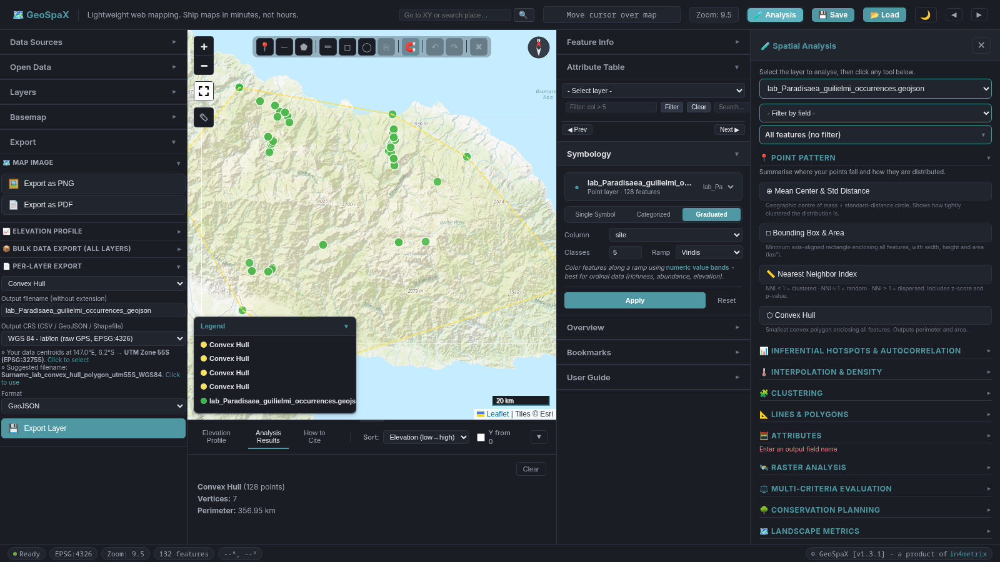 GeoSpaX
Lightweight web mapping. Ship maps in minutes, not hours.
Go to XY or search place…
Move cursor over map
Zoom: 9.5
Analysis
Save
Load
Data Sources
Open Data
Layers
Basemap
Export
MAP IMAGE
Export as PNG
Export as PDF
ELEVATION PROFILE
BULK DATA EXPORT (ALL LAYERS)
PER-LAYER EXPORT
Convex Hull
Output filename (without extension)
lab_Paradisaea_guilielmi_occurrences_geojson
Output CRS (CSV / GeoJSON / Shapefile)
WGS 84 - lat/lon (raw GPS, EPSG:4326)
» Your data centroids at 147.0°E, 6.2°S → UTM Zone 55S
(EPSG:32755). Click to select
» Suggested filename:
Surname_lab_convex_hull_polygon_utm55S_WGS84. Click
to use
Format
GeoJSON
Export Layer
+
−
N
Bismarck
Sea
636 m
4025 m
4140 m
2574 m
2579 m
1542 m
Legend
Convex Hull
Convex Hull
Convex Hull
Convex Hull
lab_Paradisaea_guilielmi_occurrences.geojs
20 km
Leaflet | Tiles © Esri
Elevation
Profile
Analysis
Results
How to
Cite
Sort:
Elevation (low→high)
Y from
0
Clear
Convex Hull (128 points)
Vertices: 7
Perimeter: 356.95 km
Feature Info
Attribute Table
- Select layer -
Filter: col > 5
Filter
Clear
Search...
◀ Prev
Next ▶
Symbology
lab_Paradisaea_guilielmi_o...
Point layer · 128 features
lab_Pa
Single Symbol
Categorized
Graduated
Column
site
Classes
5
Ramp
Viridis
Color features along a ramp using numeric value bands -
best for ordinal data (richness, abundance, elevation).
Apply
Reset
Overview
Bookmarks
User Guide
Spatial Analysis
Select the layer to analyse, then click any tool below.
lab_Paradisaea_guilielmi_occurrences.geojson
- Filter by field -
All features (no filter)
POINT PATTERN
Summarise where your points fall and how they are distributed.
⊕ Mean Center & Std Distance
Geographic centre of mass + standard-distance circle. Shows how tightly
clustered the distribution is.
□ Bounding Box & Area
Minimum axis-aligned rectangle enclosing all features, with width, height and area
(km²).
Nearest Neighbor Index
NNI < 1 = clustered · NNI ≈ 1 = random · NNI > 1 = dispersed. Includes z-score and
p-value.
⬡ Convex Hull
Smallest convex polygon enclosing all features. Outputs perimeter and area.
INFERENTIAL HOTSPOTS & AUTOCORRELATION
INTERPOLATION & DENSITY
CLUSTERING
LINES & POLYGONS
ATTRIBUTES
Enter an output field name
RASTER ANALYSIS
MULTI-CRITERIA EVALUATION
CONSERVATION PLANNING
LANDSCAPE METRICS
Ready
EPSG:4326
Zoom: 9.5
132 features
--°, --°
© GeoSpaX [v1.3.1] - a product of in4metrix